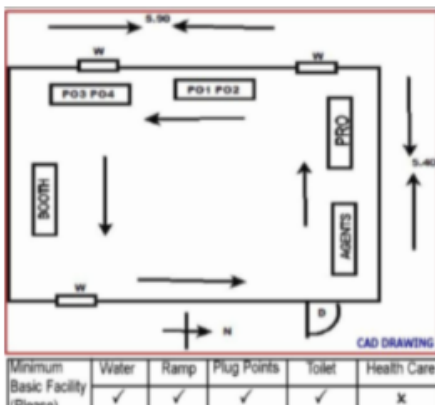 5.90
W
W
PO3 PO4
PO1 PO2
PRO
5.40
BOOTH
AGENTS
W
D
N
CAD DRAWING
Minimum Basic Facility (Please) Water Ramp Plug Points Toilet Health Care
✓ ✓ ✓ ✓ x